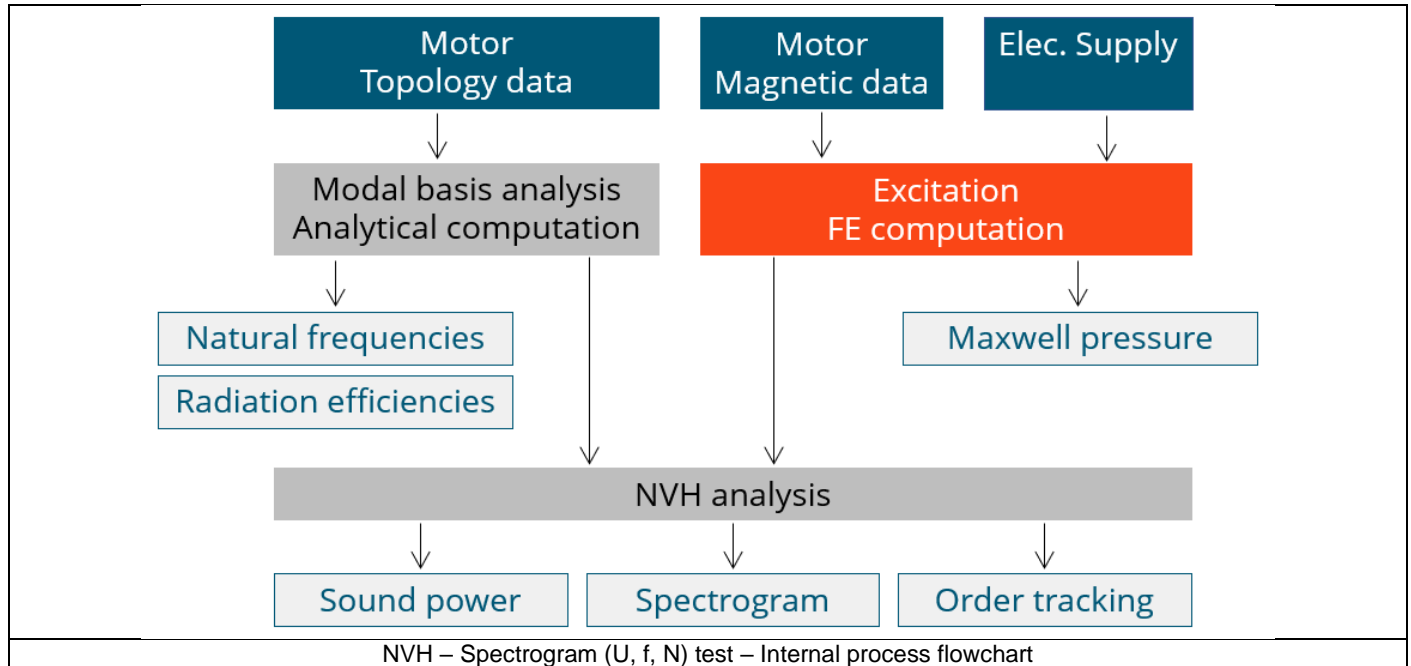 Motor
Topology data
Motor
Magnetic data
Elec. Supply
Modal basis analysis
Analytical computation
Excitation
FE computation
Natural frequencies
Radiation efficiencies
Maxwell pressure
NVH analysis
Sound power
Spectrogram
Order tracking
NVH – Spectrogram (U, f, N) test – Internal process flowchart